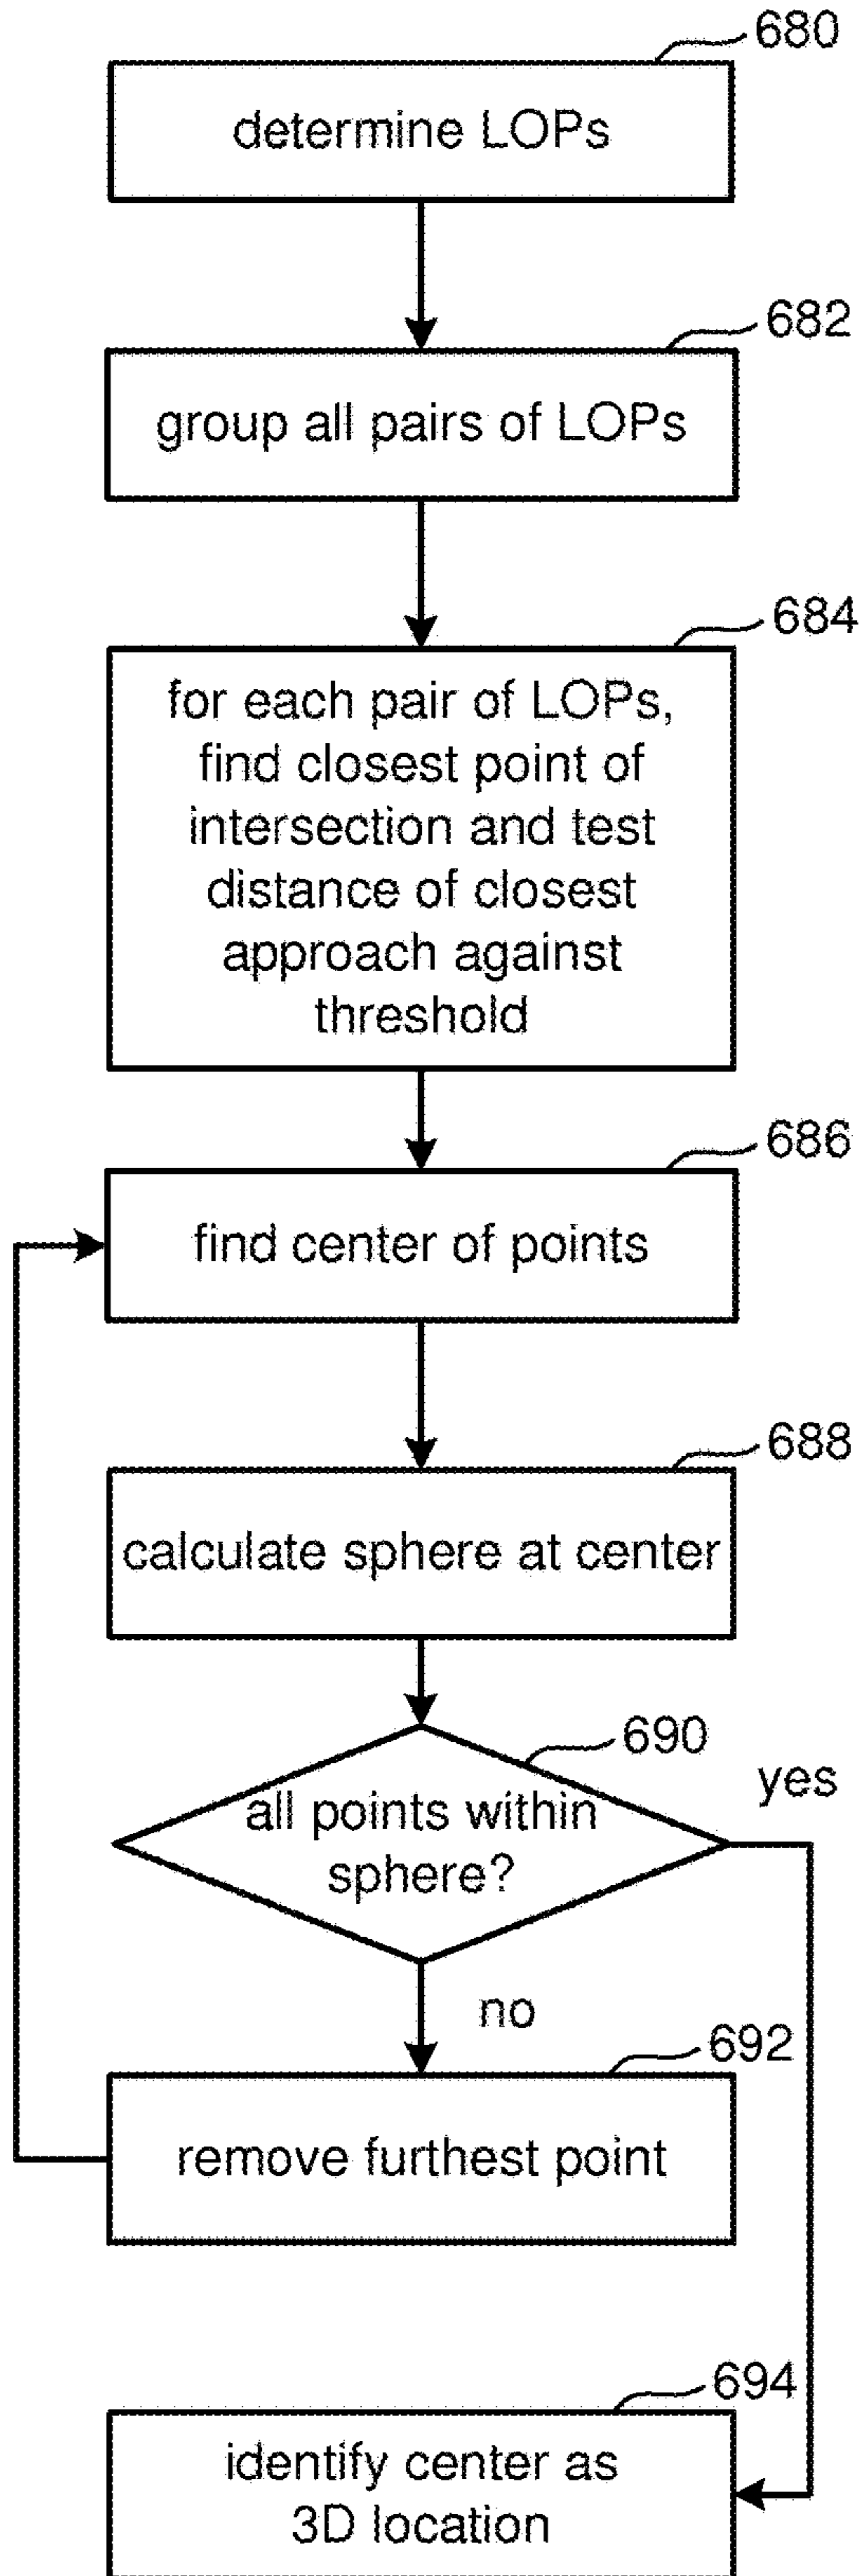 680
determine LOPs
682
group all pairs of LOPs
684
for each pair of LOPs,
find closest point of
intersection and test
distance of closest
approach against
threshold
686
find center of points
688
calculate sphere at center
690
yes
all points within
sphere?
no
692
remove furthest point
694
identify center as
3D location